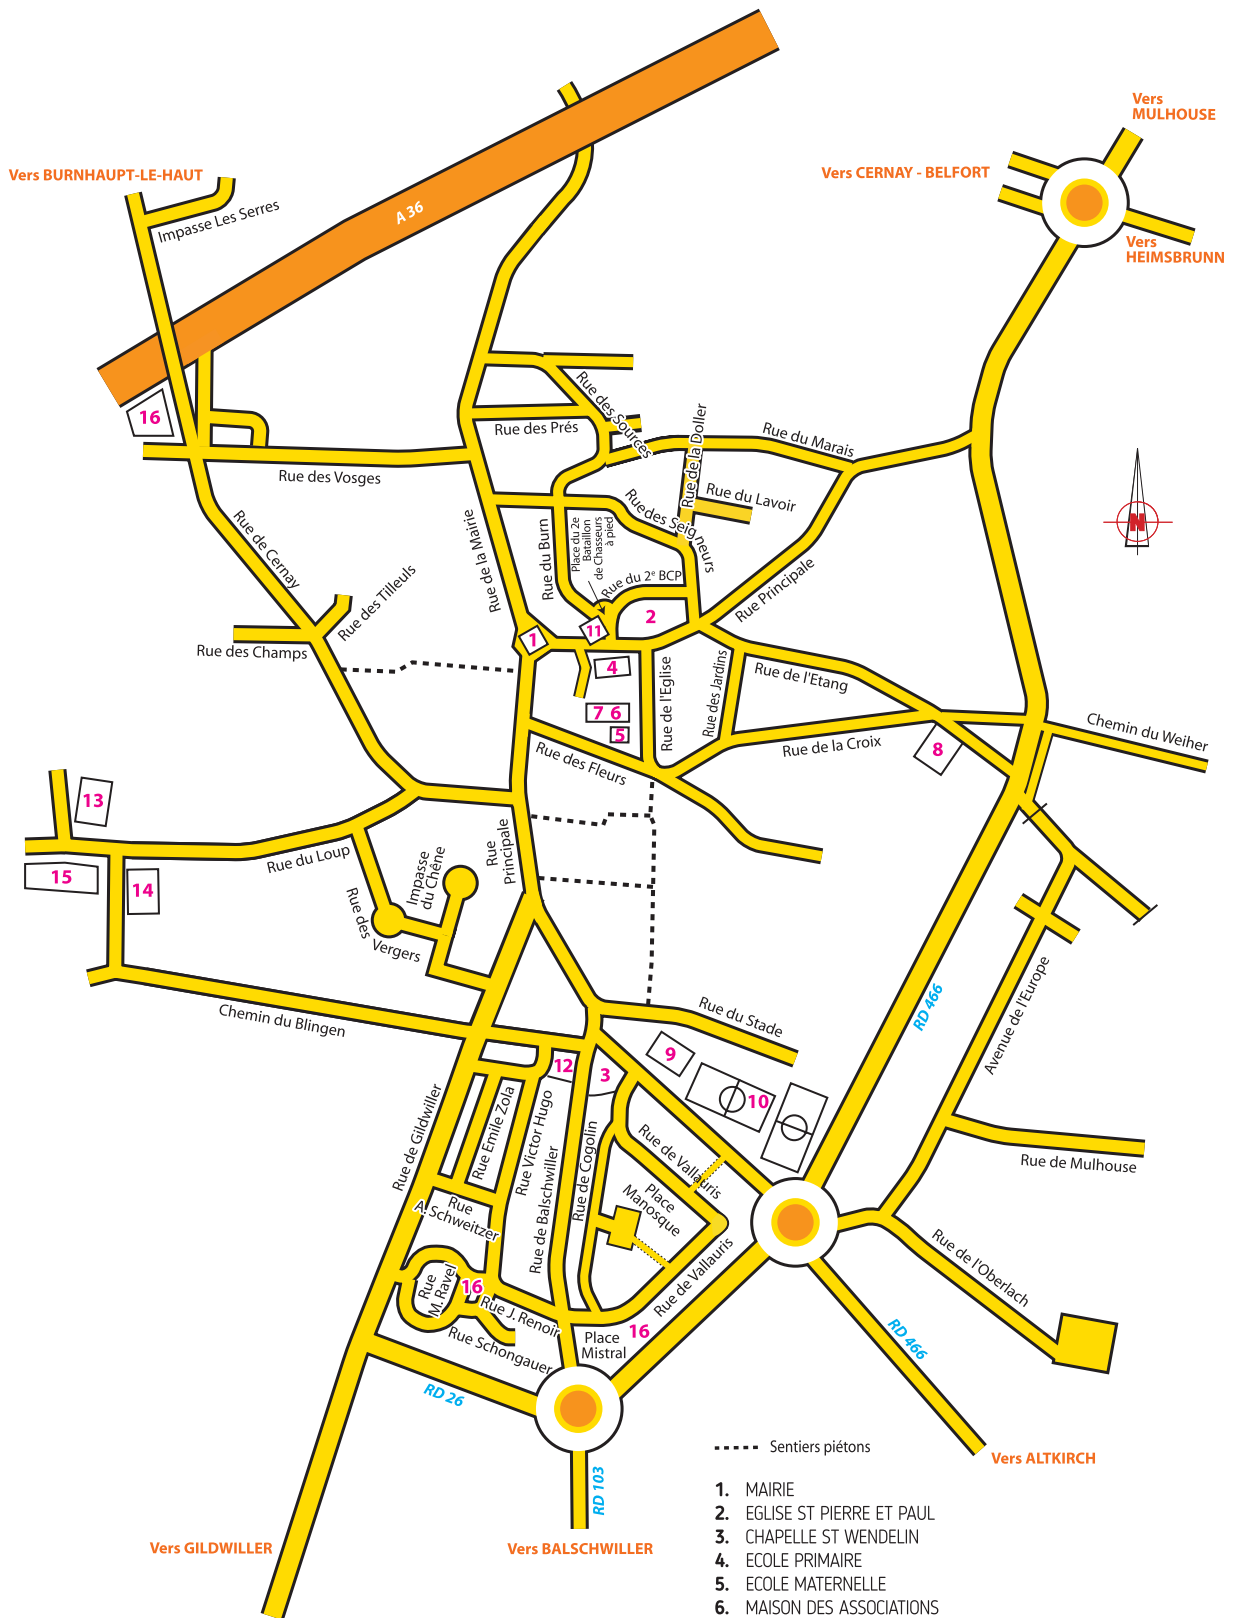 Vers
MULHOUSE
Vers BURNHAUPT-LE-HAUT
Vers CERNAY - BELFORT
A 36
Impasse Les Serres
Vers
HEIMSBRUNN
16
Rue des Sources
Rue des Prés
Rue de la Doller
Rue du Marais
Rue des Vosges
Rue du Lavoir
Rue des Seigneurs
Rue de Cernay
Rue de la Mairie
Rue du Burn
Place du 2e
Bataillon
de Chasseurs
à pied
N
Rue du 2e BCP
Rue Principale
Rue des Tilleuls
Rue des Champs
1
11
2
4
Rue de l'Eglise
Rue des Jardins
Rue de l'Etang
7 6
5
Rue des Fleurs
Rue de la Croix
8
Chemin du Weiher
13
15
14
Rue du Loup
Impasse
du Chêne
Rue
Principale
Rue des
Vergers
Chemin du Blingen
Rue du Stade
RD 466
Avenue de l'Europe
12
3
9
10
Rue de Gildwiller
Rue Emile Zola
Rue Victor Hugo
Rue de Balschwiller
Rue de Cogolin
Rue de Vallauris
Place
Manosque
Rue de Mulhouse
Rue
A. Schweitzer
Rue
M. Ravel
16
Rue J. Renoir
Rue Schongauer
Rue de Vallauris
16
Place
Mistral
Rue de l'Oberlach
RD 466
RD 26
RD 103
Vers ALTKIRCH
Vers GILDWILLER
Vers BALSCHWILLER
Sentiers piétons
1. MAIRIE
2. EGLISE ST PIERRE ET PAUL
3. CHAPELLE ST WENDELIN
4. ECOLE PRIMAIRE
5. ECOLE MATERNELLE
6. MAISON DES ASSOCIATIONS